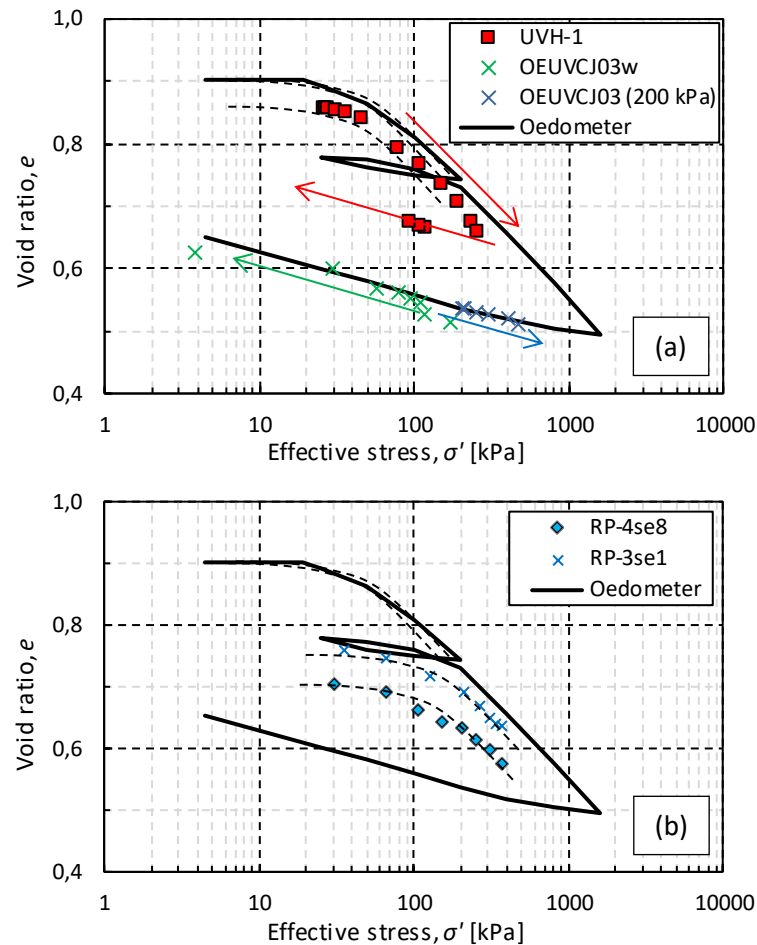 UVH-1
OEUVCJ03w
OEUVCJ03 (200 kPa)
Oedometer
1,0
0,8
0,6
0,4
Void ratio, e
(a)
1 10 100 1000 10000
Effective stress, σ′ [kPa]
RP-4se8
RP-3se1
Oedometer
1,0
0,8
0,6
0,4
Void ratio, e
(b)
1 10 100 1000 10000
Effective stress, σ′ [kPa]